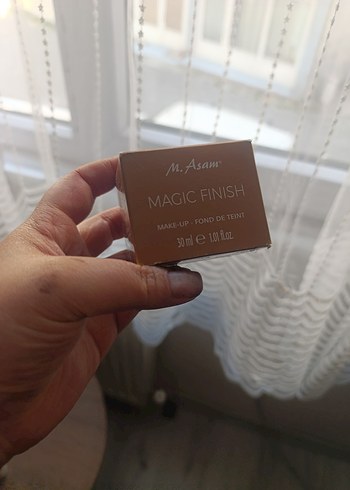 M. Asam®
MAGIC FINISH
MAKE-UP - FOND DE TEINT
30 ml ℮ 1.01 fl.oz.